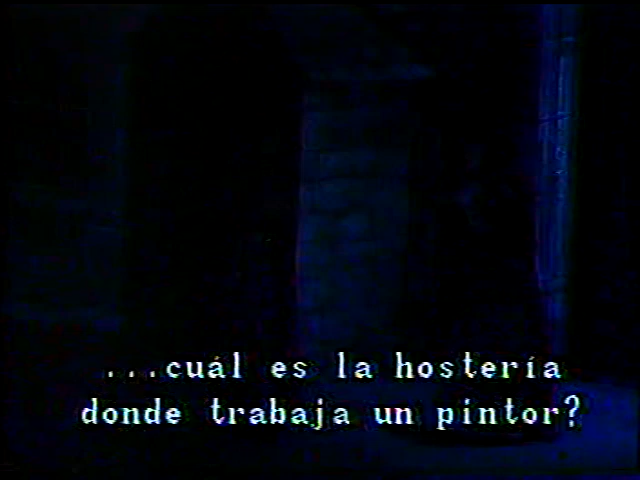 ...cuál es la hostería
donde trabaja un pintor?